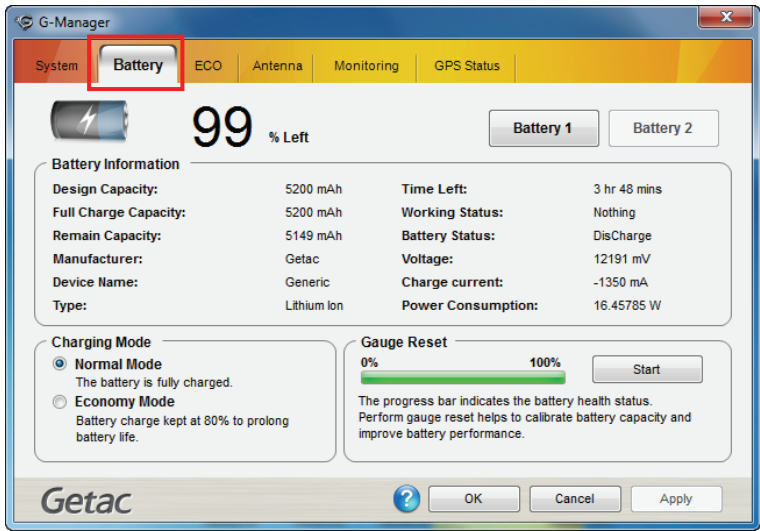 G-Manager
x
System Battery ECO Antenna Monitoring GPS Status
99 % Left
Battery 1 Battery 2
Battery Information
Design Capacity: 5200 mAh Time Left: 3 hr 48 mins
Full Charge Capacity: 5200 mAh Working Status: Nothing
Remain Capacity: 5149 mAh Battery Status: DisCharge
Manufacturer: Getac Voltage: 12191 mV
Device Name: Generic Charge current: -1350 mA
Type: Lithium Ion Power Consumption: 16.45785 W
Charging Mode
Normal Mode
The battery is fully charged.
Economy Mode
Battery charge kept at 80% to prolong
battery life.
Gauge Reset
0% 100%
Start
The progress bar indicates the battery health status.
Perform gauge reset helps to calibrate battery capacity and
improve battery performance.
Getac
? OK Cancel Apply